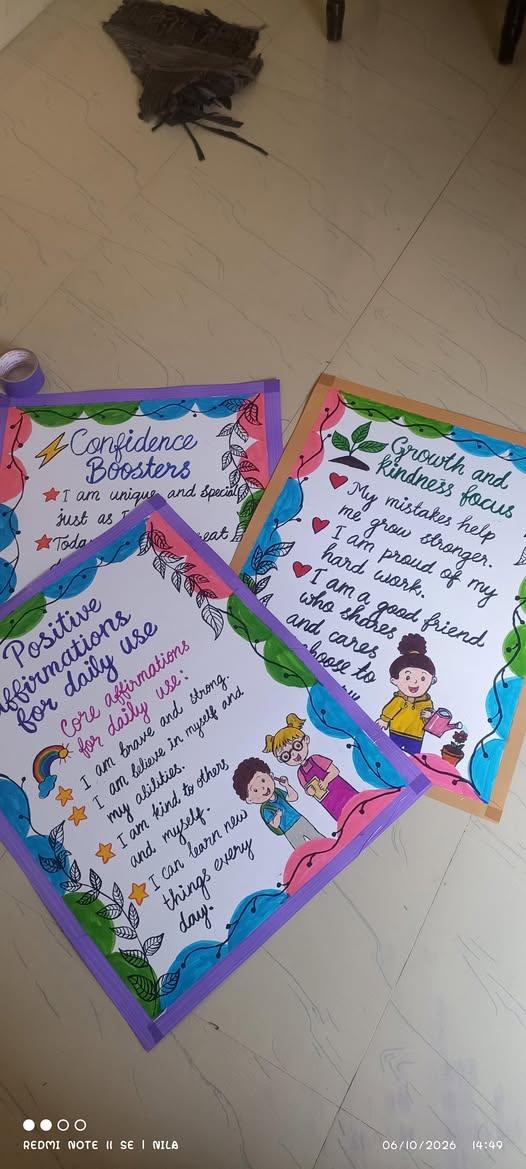 Confidence
Boosters
I am unique and special
just as I
Positive
affirmations
for daily use
Core affirmations
for daily use:
I am brave and strong.
I am believe in myself and
my abilities.
I am kind to others
and myself.
I can learn new
things every
day.
Growth and
kindness focus
My mistakes help
me grow stronger.
I am proud of my
hard work.
I am a good friend
who shares
and cares
choose to
REDMI NOTE 11 SE | NILA
06/10/2026 14:49